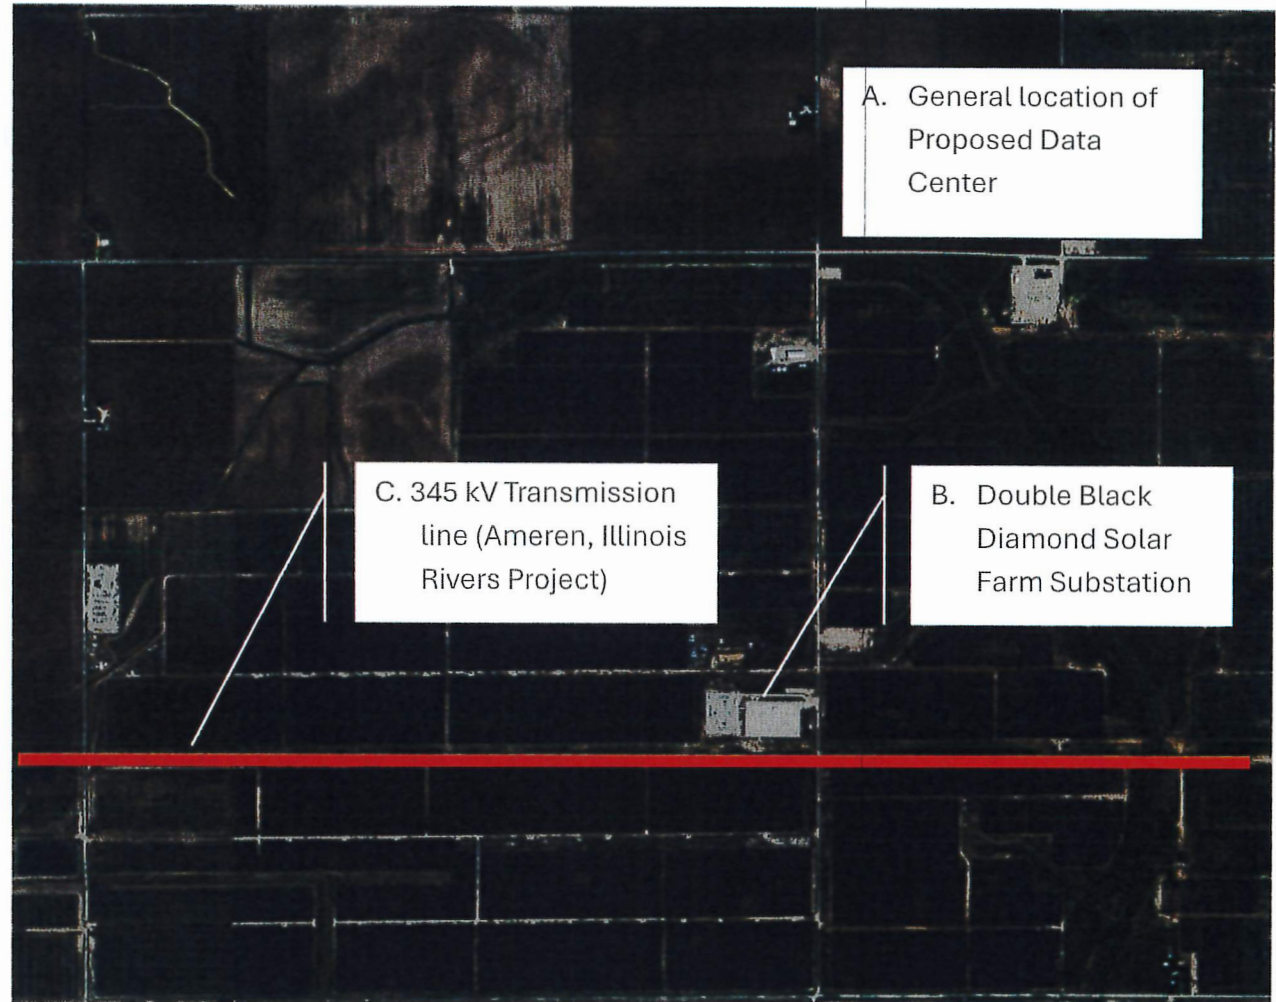 A. General location of
Proposed Data
Center
C. 345 kV Transmission
line (Ameren, Illinois
Rivers Project)
B. Double Black
Diamond Solar
Farm Substation